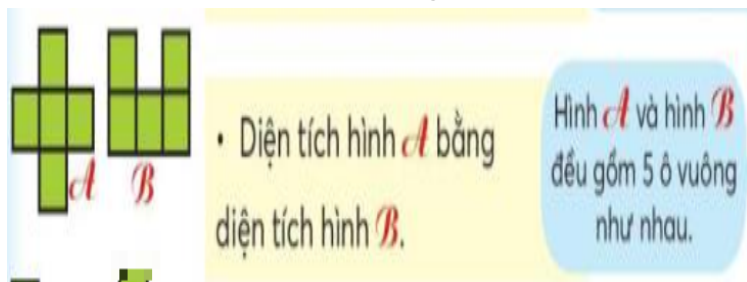 A
B
• Diện tích hình A bằng
diện tích hình B.
Hình A và hình B
đều gồm 5 ô vuông
như nhau.